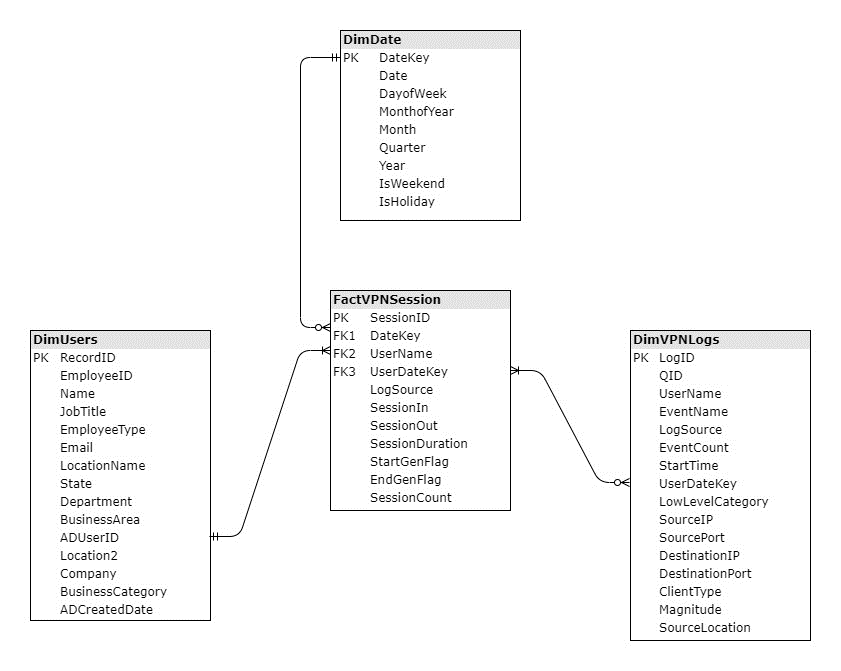 DimDate
PK DateKey
Date
DayofWeek
MonthofYear
Month
Quarter
Year
IsWeekend
IsHoliday
FactVPNSession
PK SessionID
FK1 DateKey
FK2 UserName
FK3 UserDateKey
LogSource
SessionIn
SessionOut
SessionDuration
StartGenFlag
EndGenFlag
SessionCount
DimUsers
PK RecordID
EmployeeID
Name
JobTitle
EmployeeType
Email
LocationName
State
Department
BusinessArea
ADUserID
Location2
Company
BusinessCategory
ADCreatedDate
DimVPNLogs
PK LogID
QID
UserName
EventName
LogSource
EventCount
StartTime
UserDateKey
LowLevelCategory
SourceIP
SourcePort
DestinationIP
DestinationPort
ClientType
Magnitude
SourceLocation